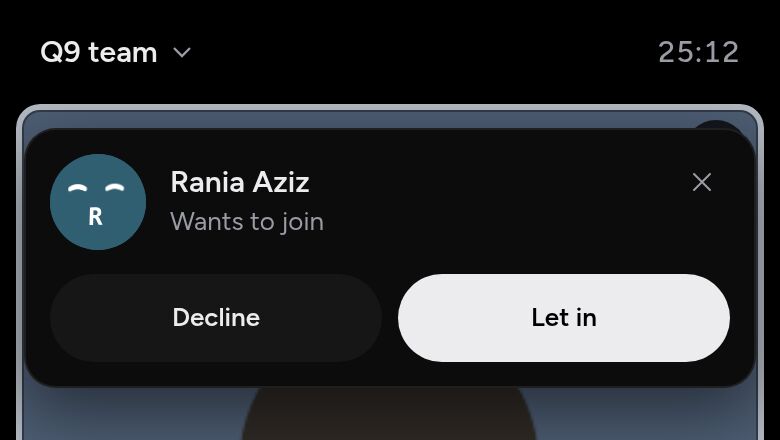 Q9 team
25:12
Rania Aziz
Wants to join
R
Decline
Let in